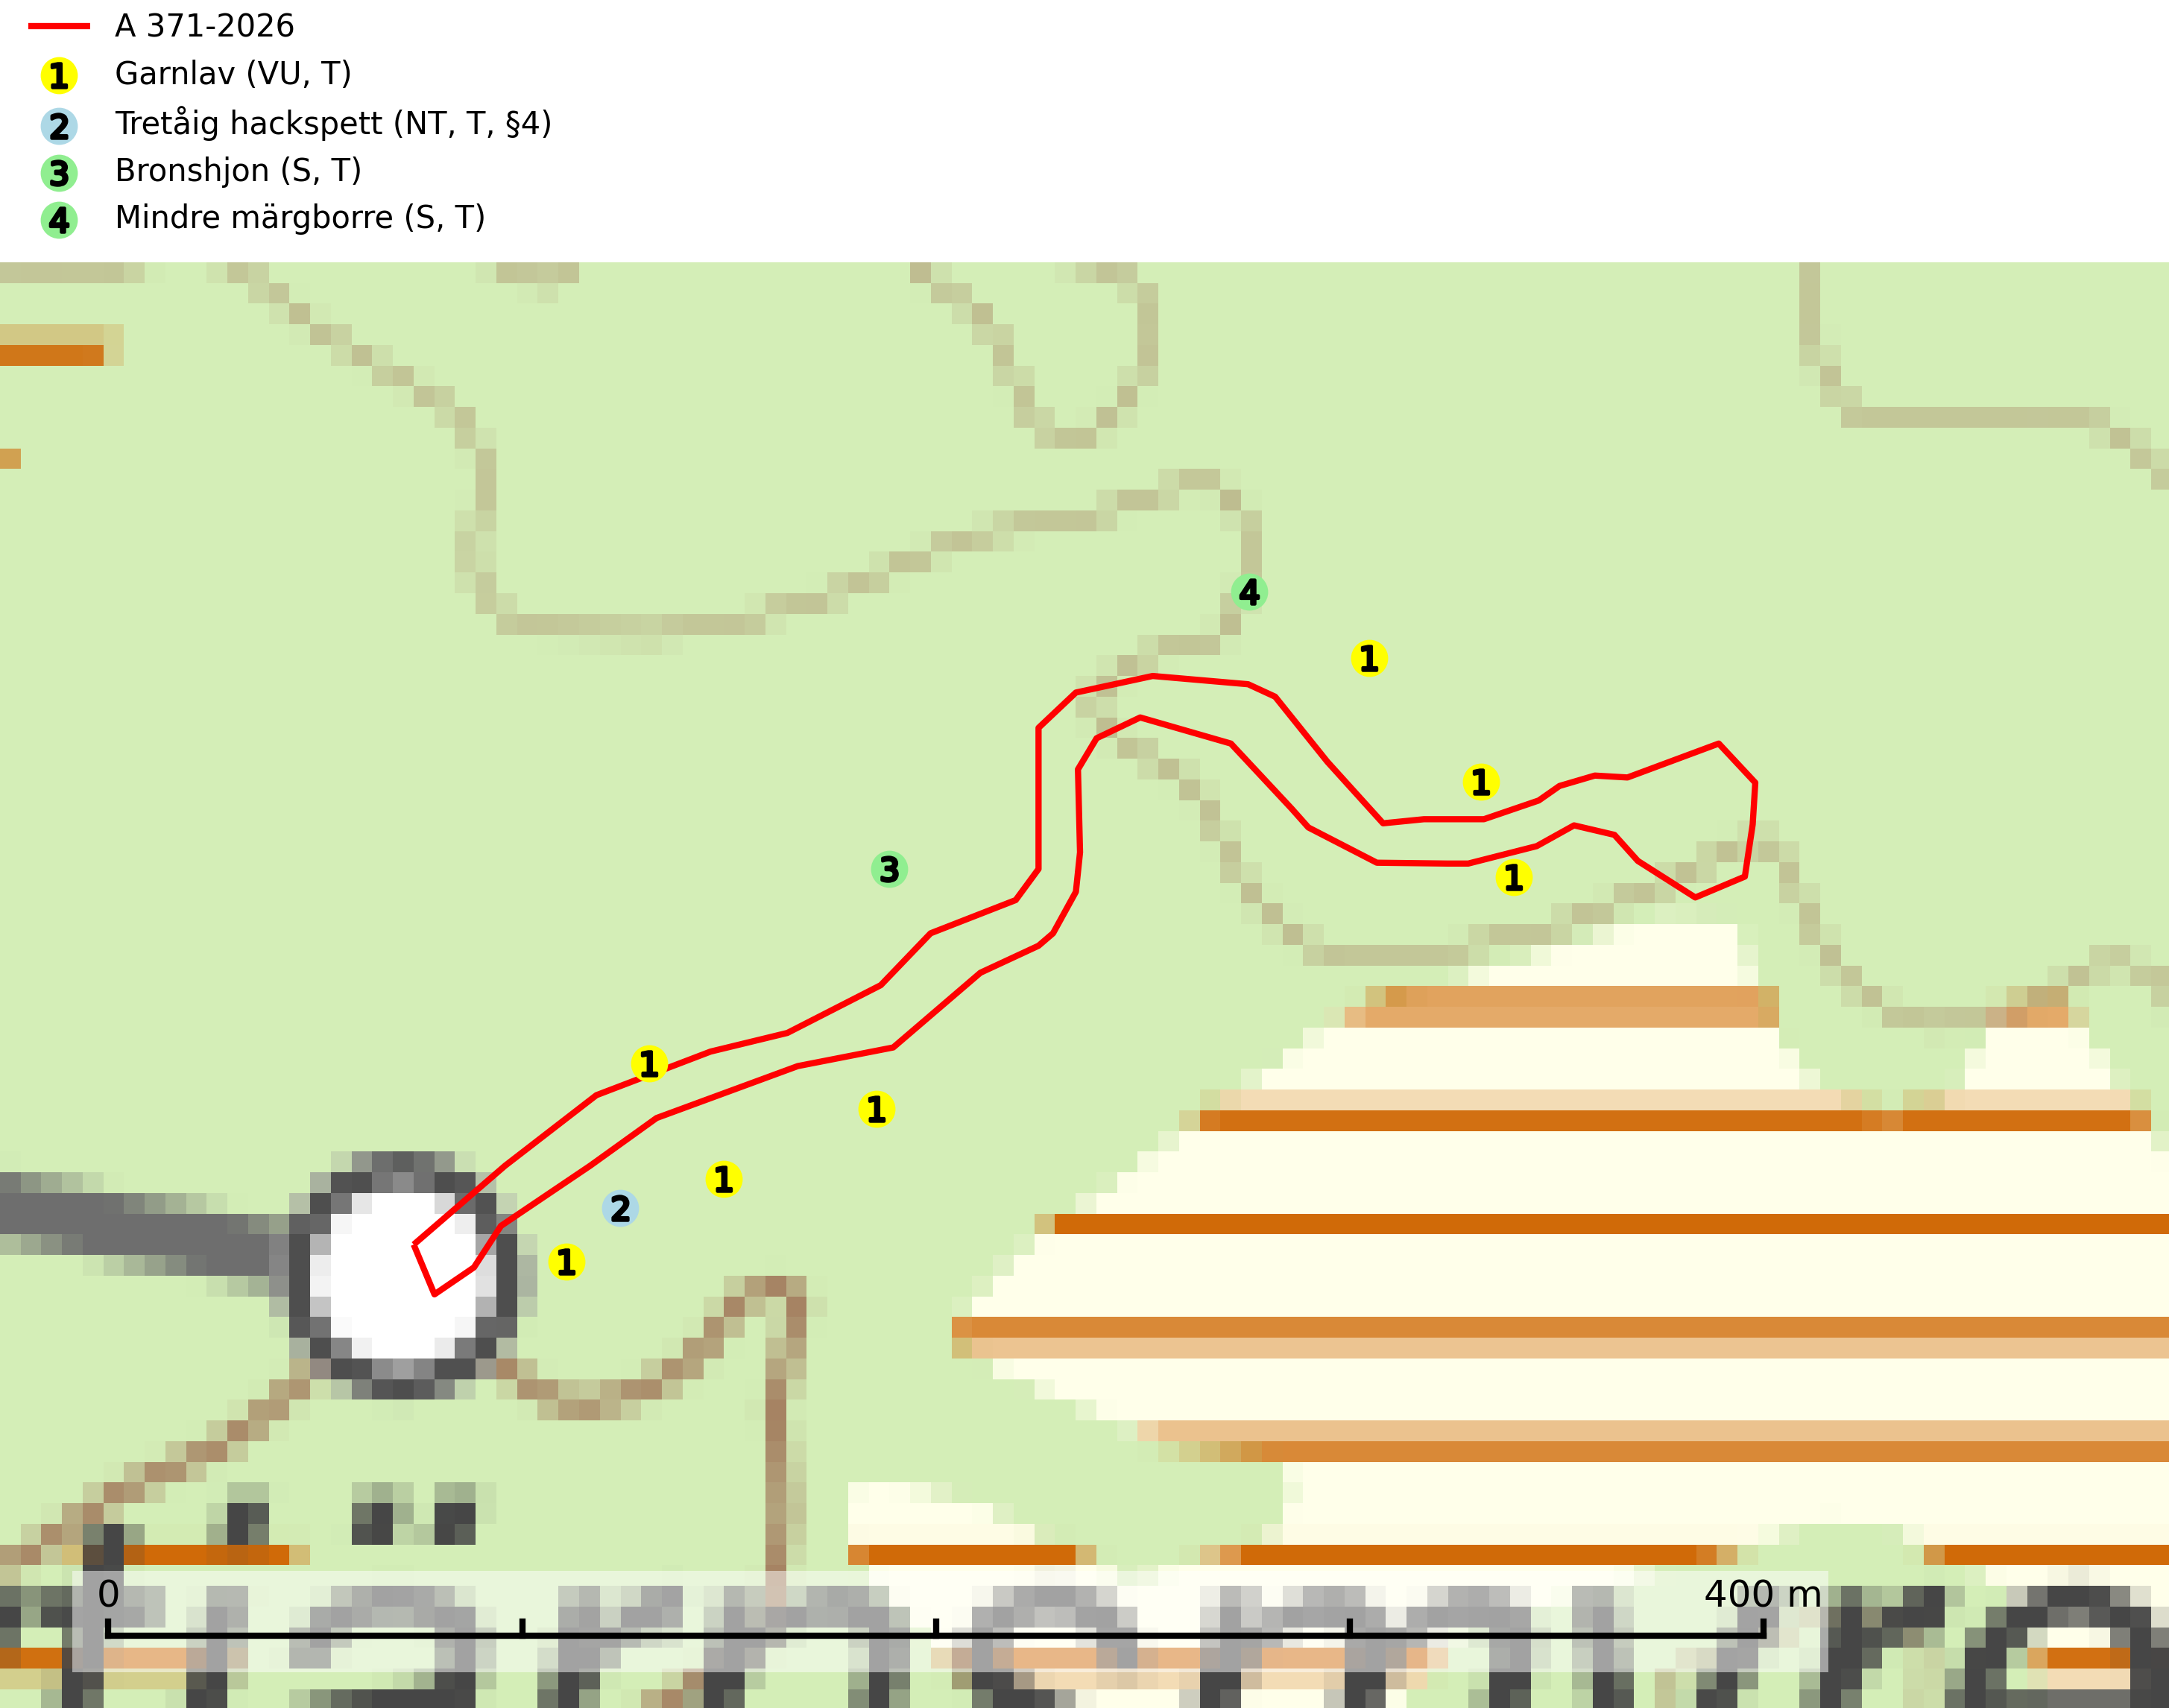 A 371-2026
1 Garnlav (VU, T)
2 Tretåig hackspett (NT, T, §4)
3 Bronshjon (S, T)
4 Mindre märgborre (S, T)
4
1
1
3
1
1
1
1
2
1
0 400 m